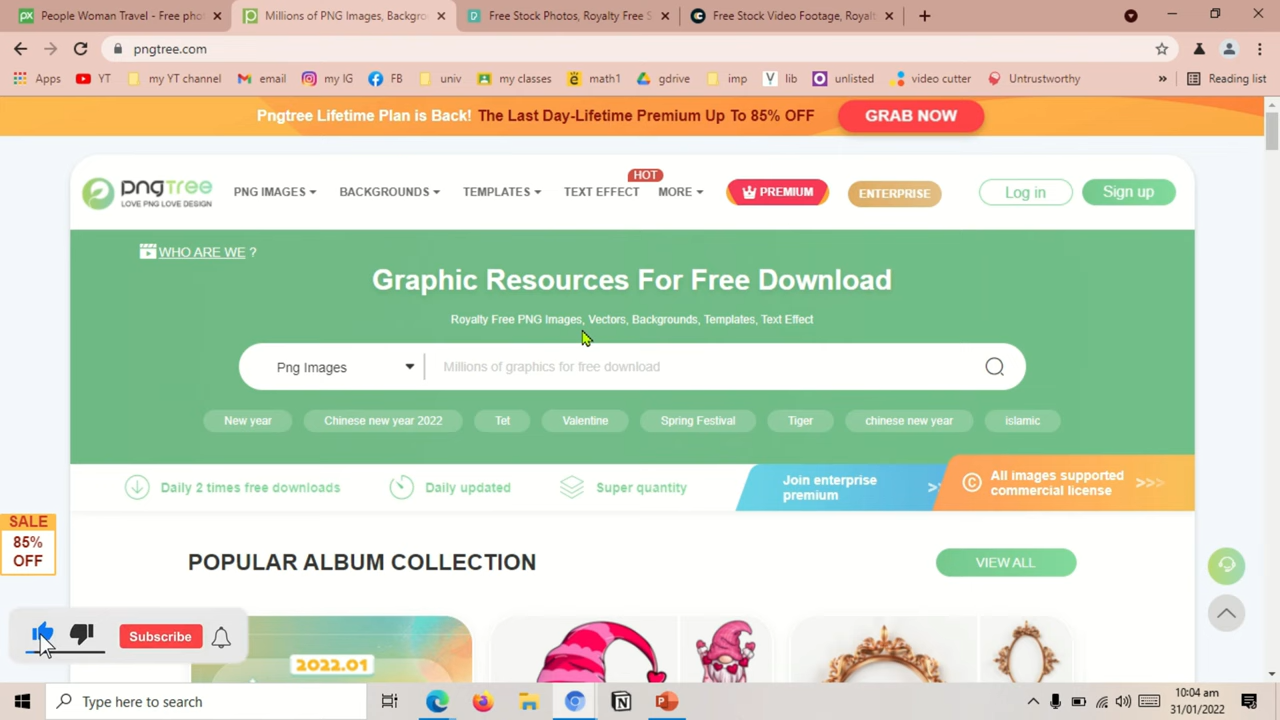 People Woman Travel - Free phot
Millions of PNG Images, Backgro
Free Stock Photos, Royalty Free S
Free Stock Video Footage, Royalt
pngtree.com
Apps
YT
my YT channel
email
my IG
FB
univ
my classes
math1
gdrive
imp
lib
unlisted
video cutter
Untrustworthy
»
Reading list
Pngtree Lifetime Plan is Back! The Last Day-Lifetime Premium Up To 85% OFF
GRAB NOW
pngtree
LOVE PNG LOVE DESIGN
PNG IMAGES
BACKGROUNDS
TEMPLATES
TEXT EFFECT
HOT
MORE
PREMIUM
ENTERPRISE
Log in
Sign up
WHO ARE WE ?
Graphic Resources For Free Download
Royalty Free PNG Images, Vectors, Backgrounds, Templates, Text Effect
Png Images
Millions of graphics for free download
New year
Chinese new year 2022
Tet
Valentine
Spring Festival
Tiger
chinese new year
islamic
Daily 2 times free downloads
Daily updated
Super quantity
Join enterprise
premium
All images supported
commercial license
>>>
SALE
85%
OFF
POPULAR ALBUM COLLECTION
VIEW ALL
Subscribe
2022.01
Type here to search
10:04 am
31/01/2022